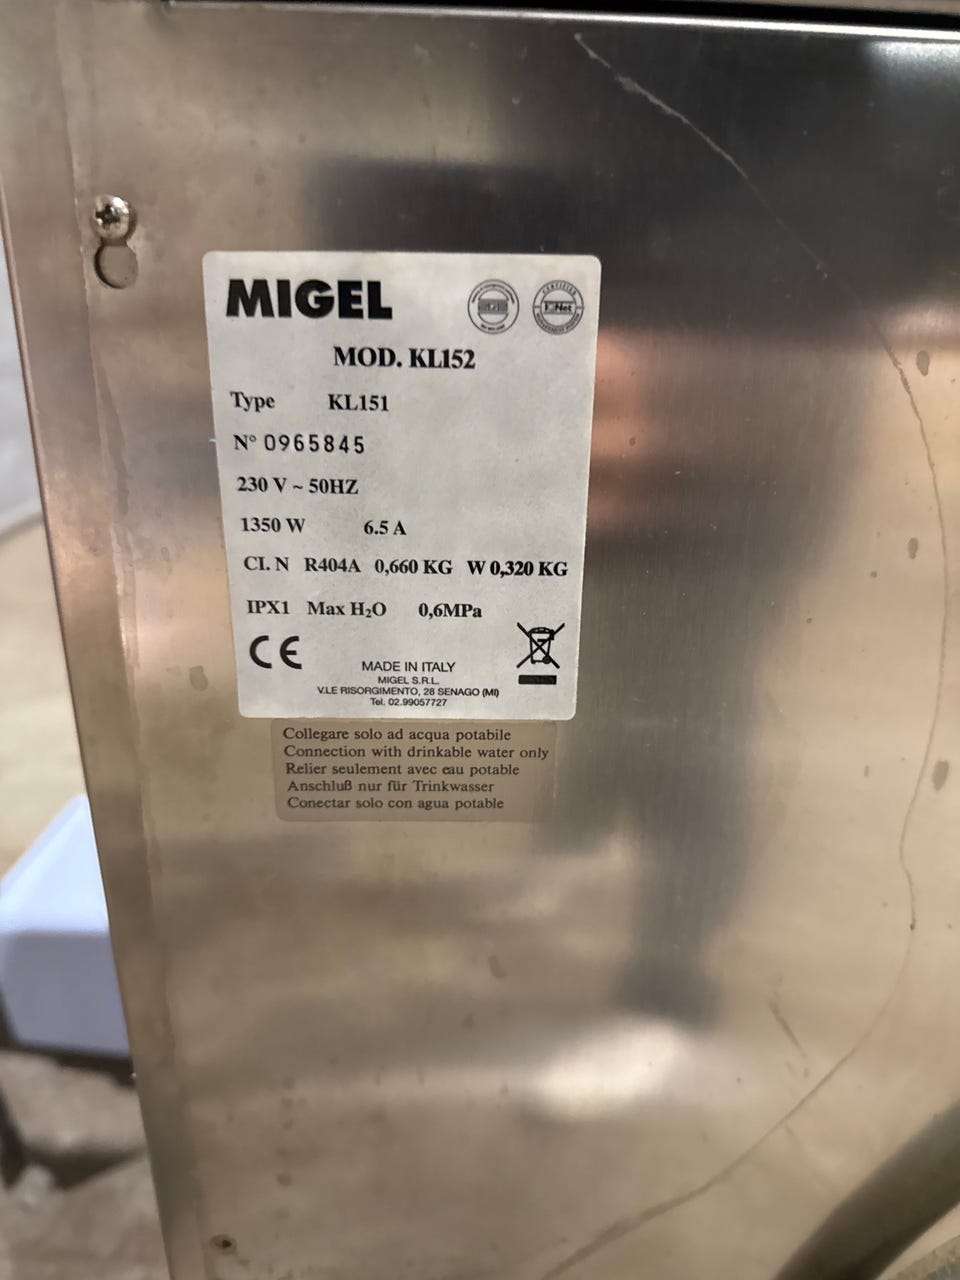 MIGEL
MOD. KL152
Type KL151
N° 0965845
230 V ~ 50HZ
1350 W 6.5 A
CI. N R404A 0,660 KG W 0,320 KG
IPX1 Max H₂O 0,6MPa
CE
MADE IN ITALY
MIGEL S.R.L.
V.LE RISORGIMENTO, 28 SENAGO (MI)
Tel. 02.99057727
Collegare solo ad acqua potabile
Connection with drinkable water only
Relier seulement avec eau potable
Anschluß nur für Trinkwasser
Conectar solo con agua potable